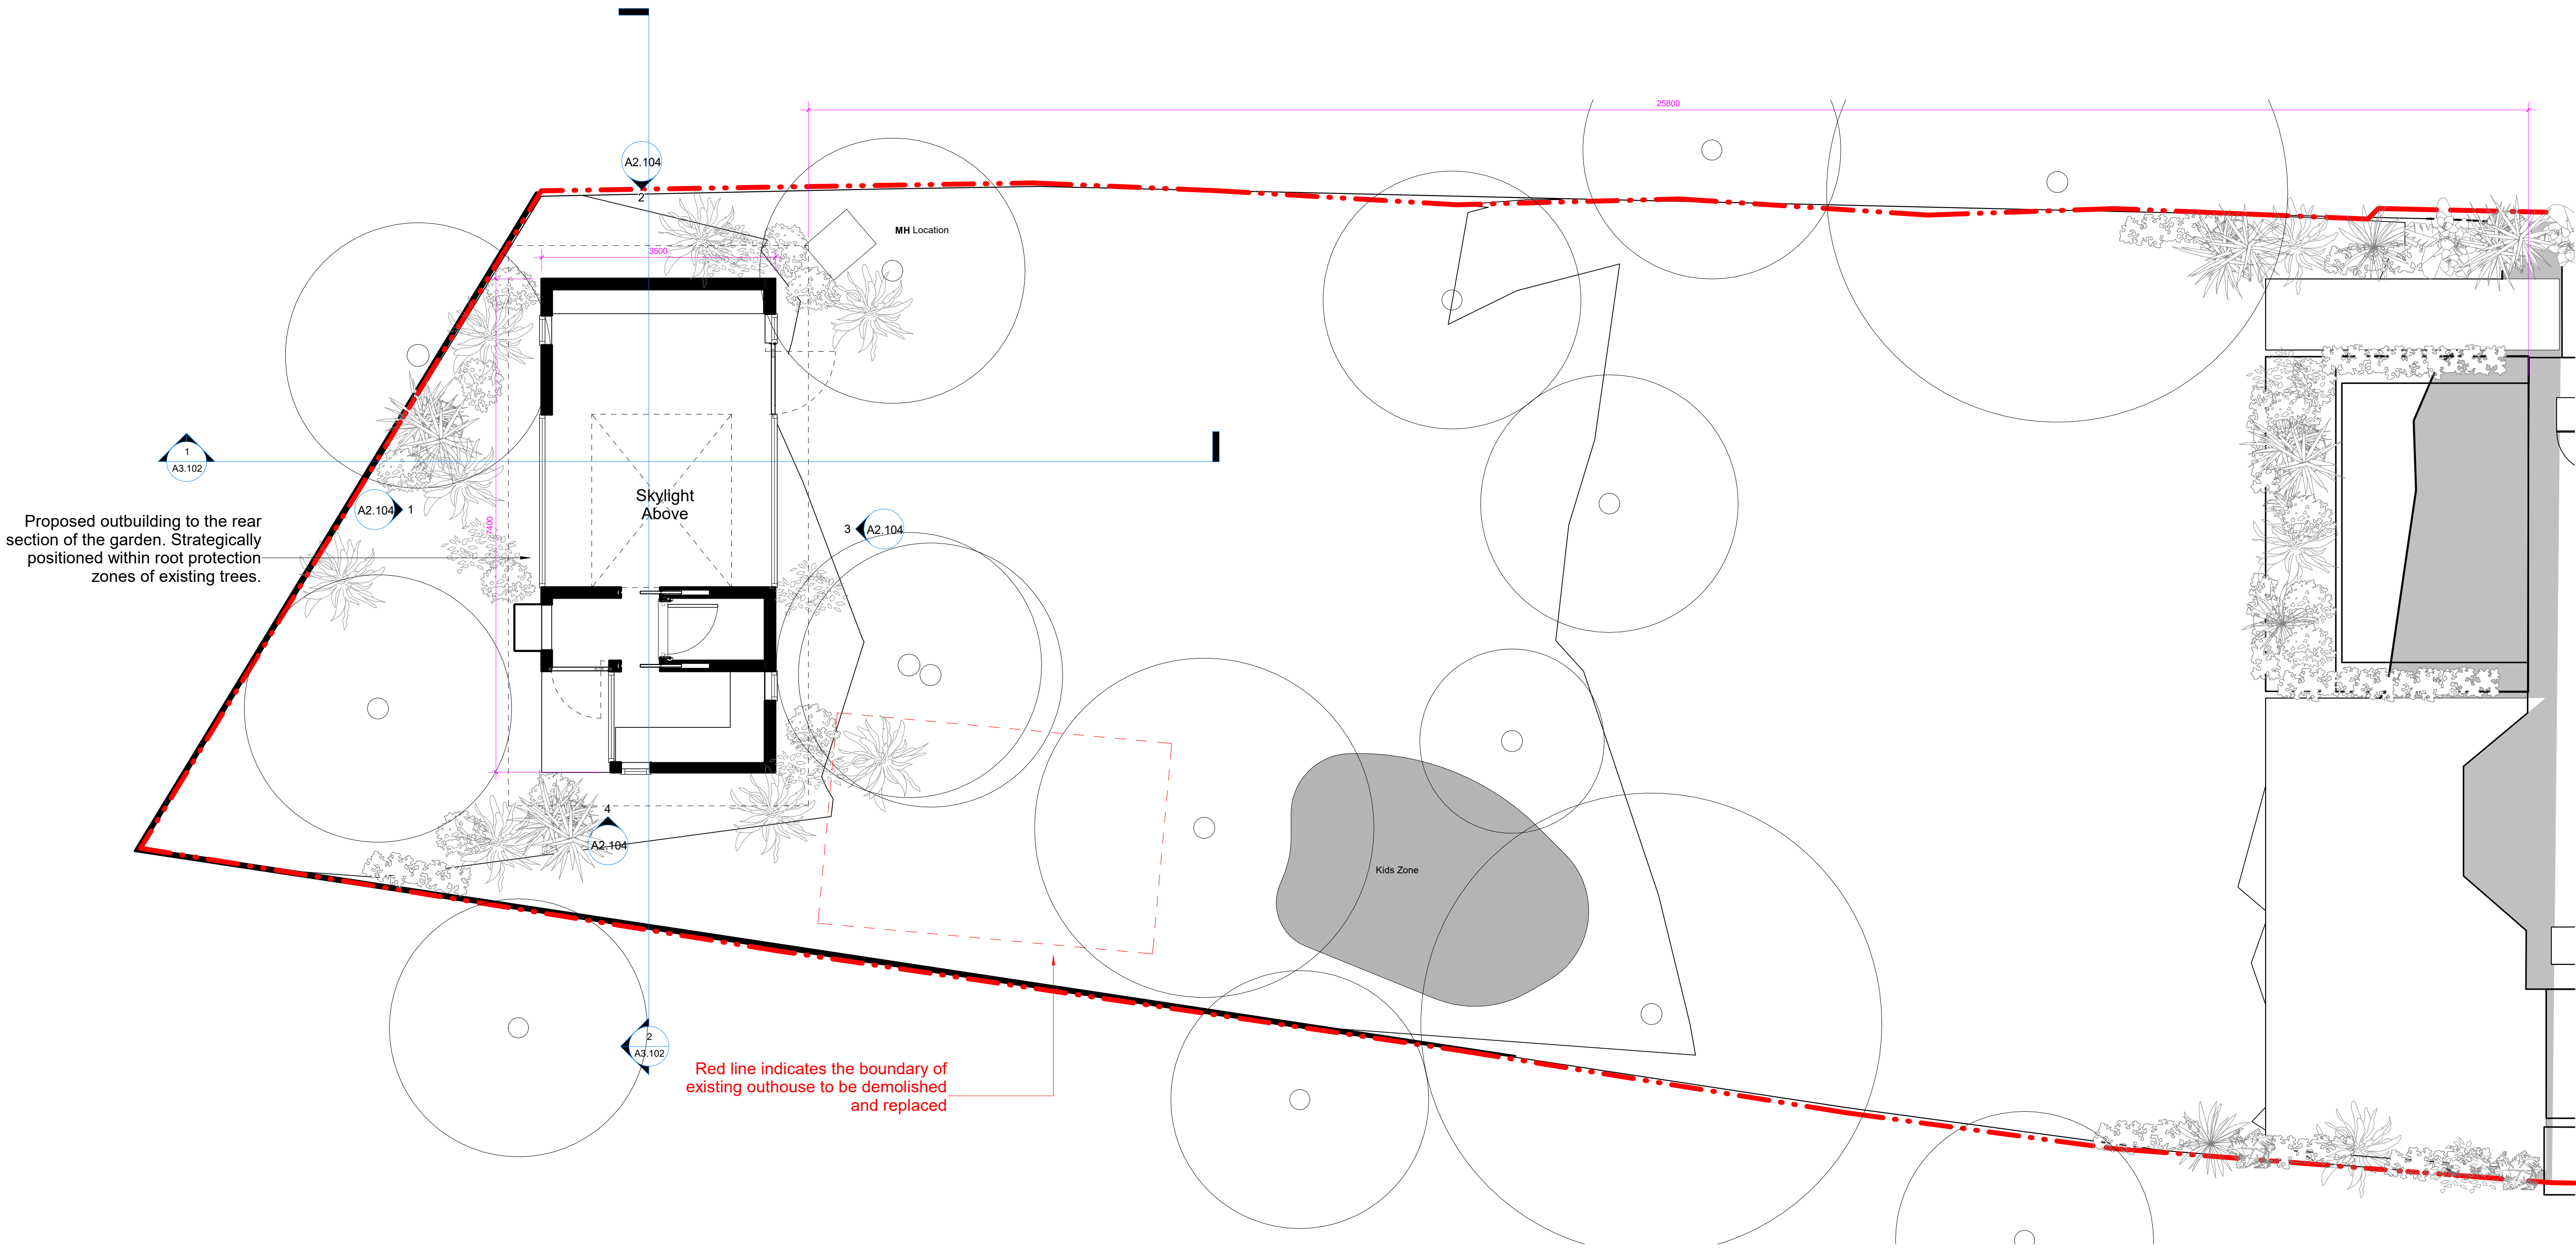 25800
A2.104
2
MH Location
3500
1
A3.102
A2.104
1
Skylight
Above
7400
3
A2.104
Proposed outbuilding to the rear
section of the garden. Strategically
positioned within root protection
zones of existing trees.
4
A2.104
Kids Zone
2
A3.102
Red line indicates the boundary of
existing outhouse to be demolished
and replaced